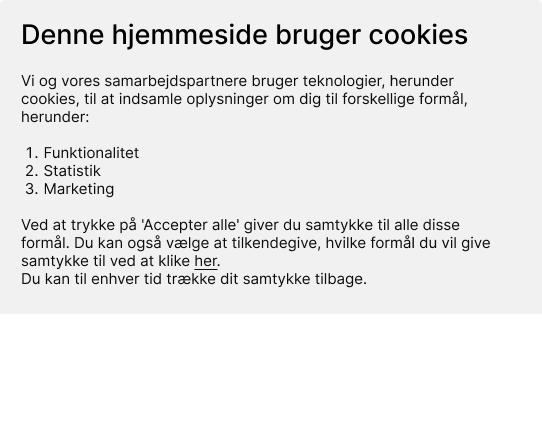 Denne hjemmeside bruger cookies
Vi og vores samarbejdspartnere bruger teknologier, herunder
cookies, til at indsamle oplysninger om dig til forskellige formål,
herunder:
1. Funktionalitet
2. Statistik
3. Marketing
Ved at trykke på 'Accepter alle' giver du samtykke til alle disse
formål. Du kan også vælge at tilkendegive, hvilke formål du vil give
samtykke til ved at klike her.
Du kan til enhver tid trække dit samtykke tilbage.